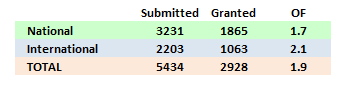 Submitted Granted OF
National 3231 1865 1.7
International 2203 1063 2.1
TOTAL 5434 2928 1.9